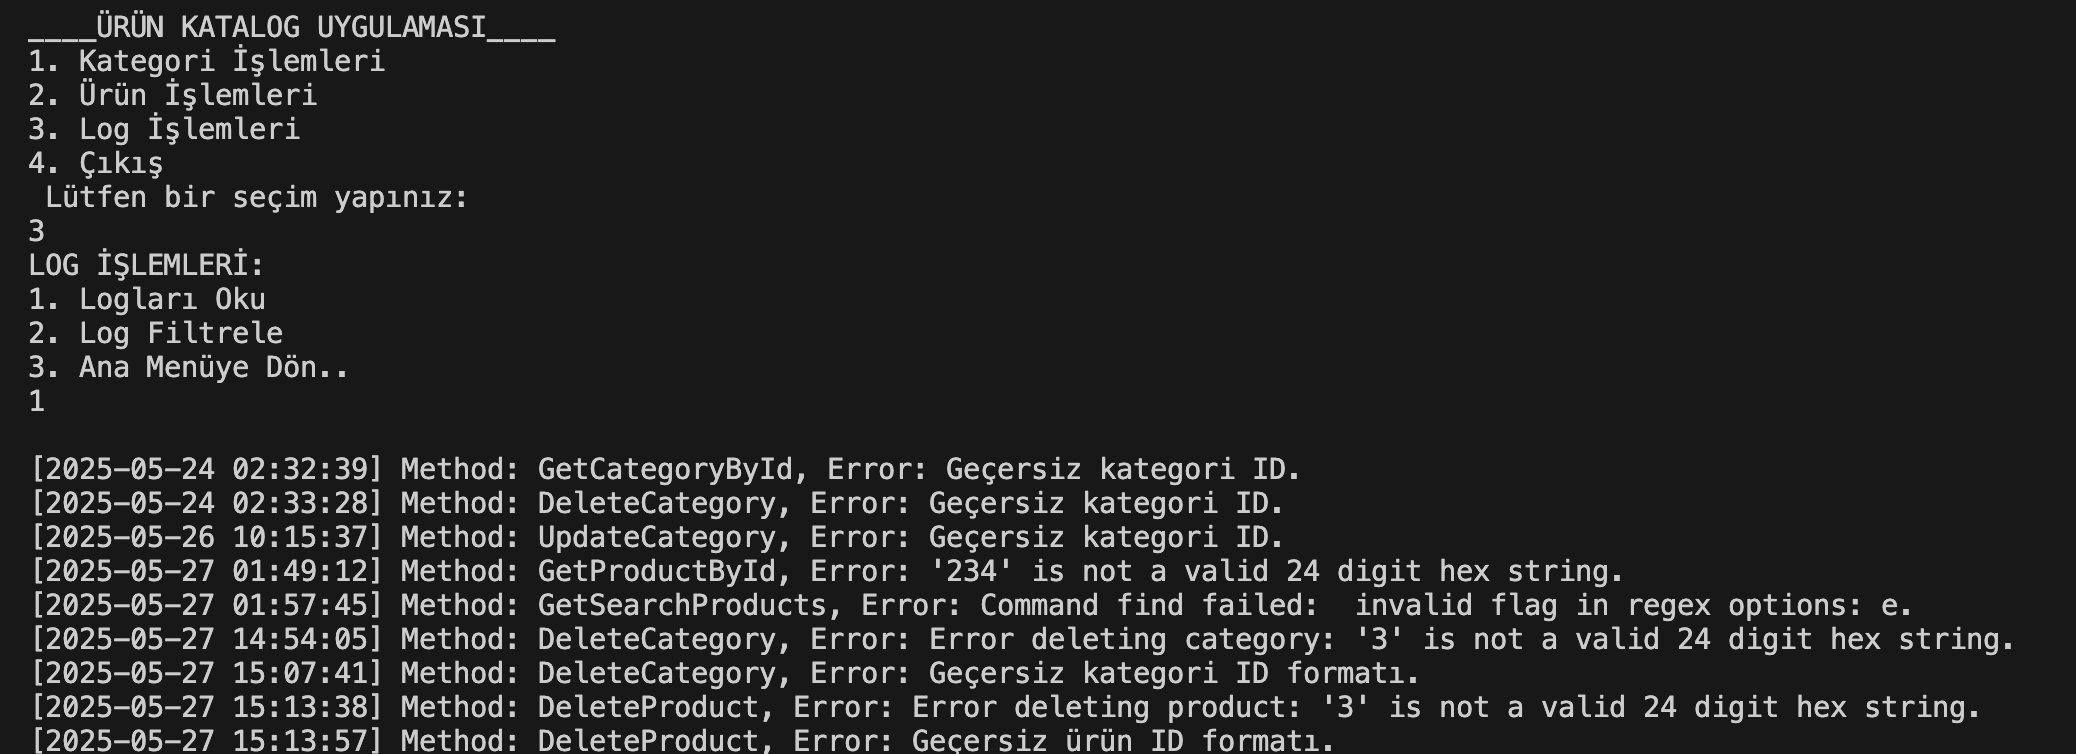 ____ÜRÜN KATALOG UYGULAMASI____
1. Kategori İşlemleri
2. Ürün İşlemleri
3. Log İşlemleri
4. Çıkış
 Lütfen bir seçim yapınız:
3
LOG İŞLEMLERİ:
1. Logları Oku
2. Log Filtrele
3. Ana Menüye Dön..
1
[2025-05-24 02:32:39] Method: GetCategoryById, Error: Geçersiz kategori ID.
[2025-05-24 02:33:28] Method: DeleteCategory, Error: Geçersiz kategori ID.
[2025-05-26 10:15:37] Method: UpdateCategory, Error: Geçersiz kategori ID.
[2025-05-27 01:49:12] Method: GetProductById, Error: '234' is not a valid 24 digit hex string.
[2025-05-27 01:57:45] Method: GetSearchProducts, Error: Command find failed:  invalid flag in regex options: e.
[2025-05-27 14:54:05] Method: DeleteCategory, Error: Error deleting category: '3' is not a valid 24 digit hex string.
[2025-05-27 15:07:41] Method: DeleteCategory, Error: Geçersiz kategori ID formatı.
[2025-05-27 15:13:38] Method: DeleteProduct, Error: Error deleting product: '3' is not a valid 24 digit hex string.
[2025-05-27 15:13:57] Method: DeleteProduct, Error: Geçersiz ürün ID formatı.